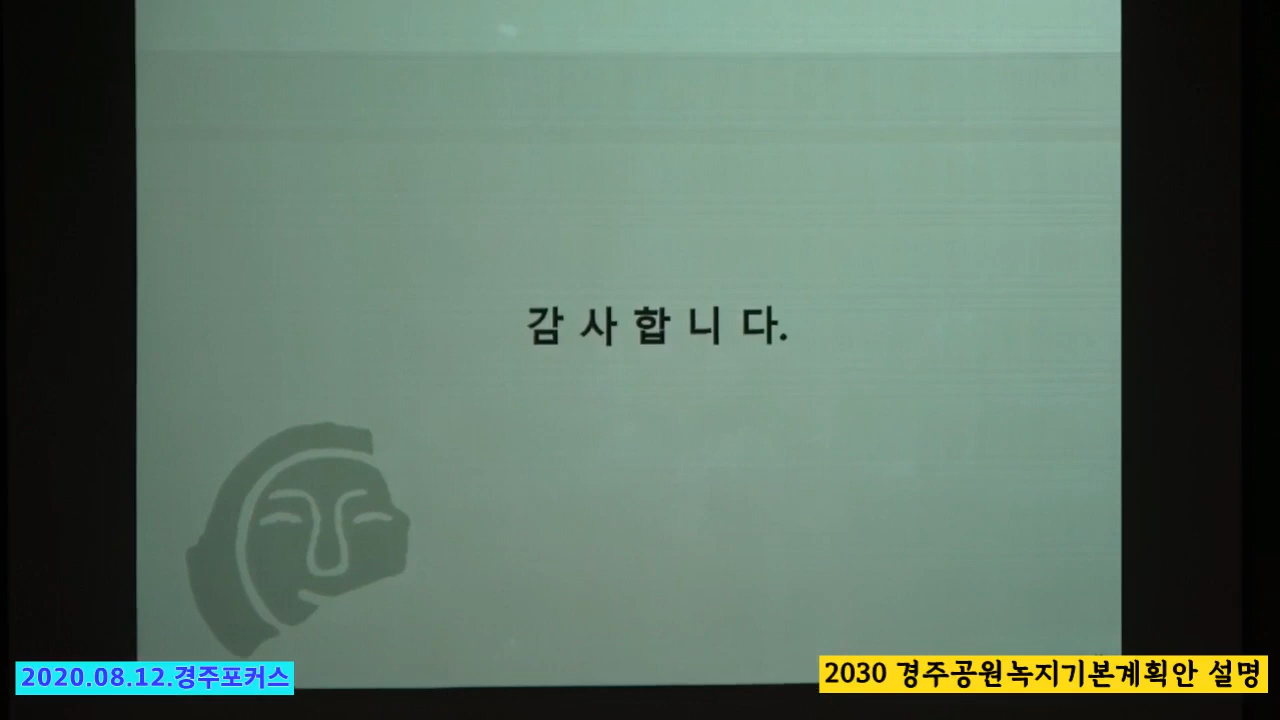 감 사 합 니 다.
2020.08.12.경주포커스
2030 경주공원녹지기본계획안 설명